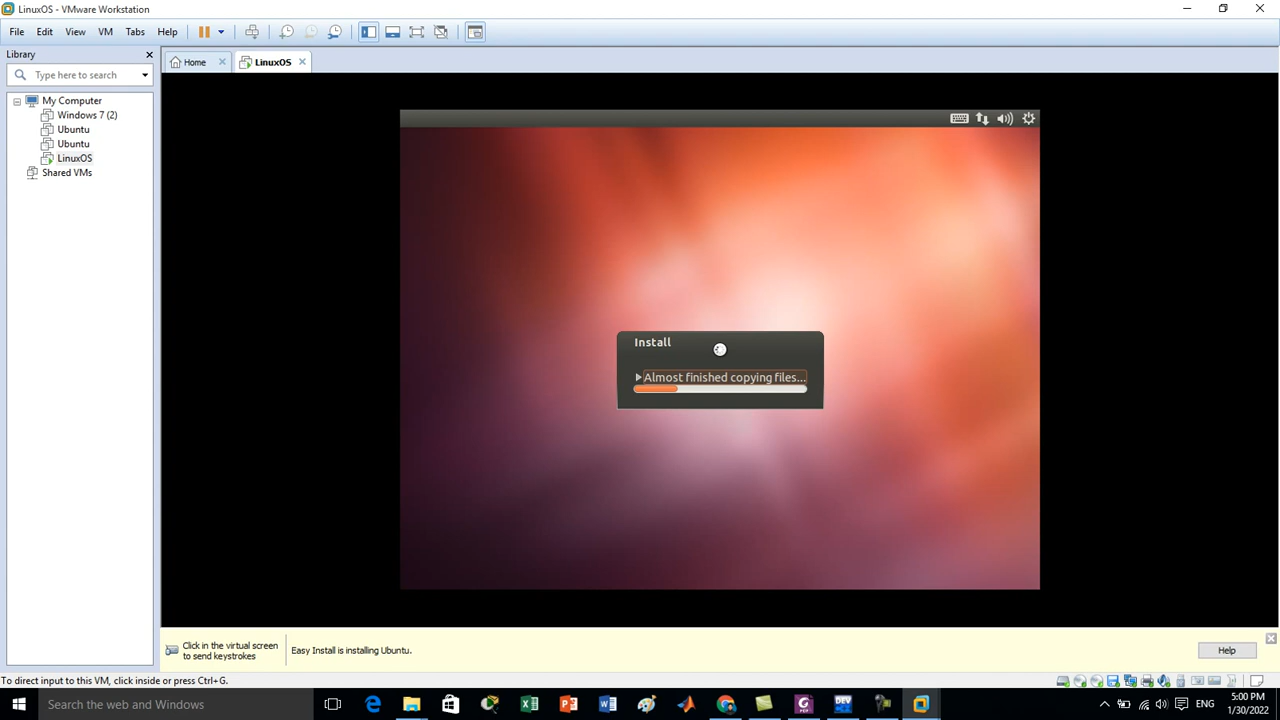 LinuxOS - VMware Workstation
File Edit View VM Tabs Help
Library
Type here to search
My Computer
Windows 7 (2)
Ubuntu
Ubuntu
LinuxOS
Shared VMs
Home
LinuxOS
Install
Almost finished copying files...
Click in the virtual screen
to send keystrokes
Easy Install is installing Ubuntu.
Help
To direct input to this VM, click inside or press Ctrl+G.
Search the web and Windows
ENG
5:00 PM
1/30/2022